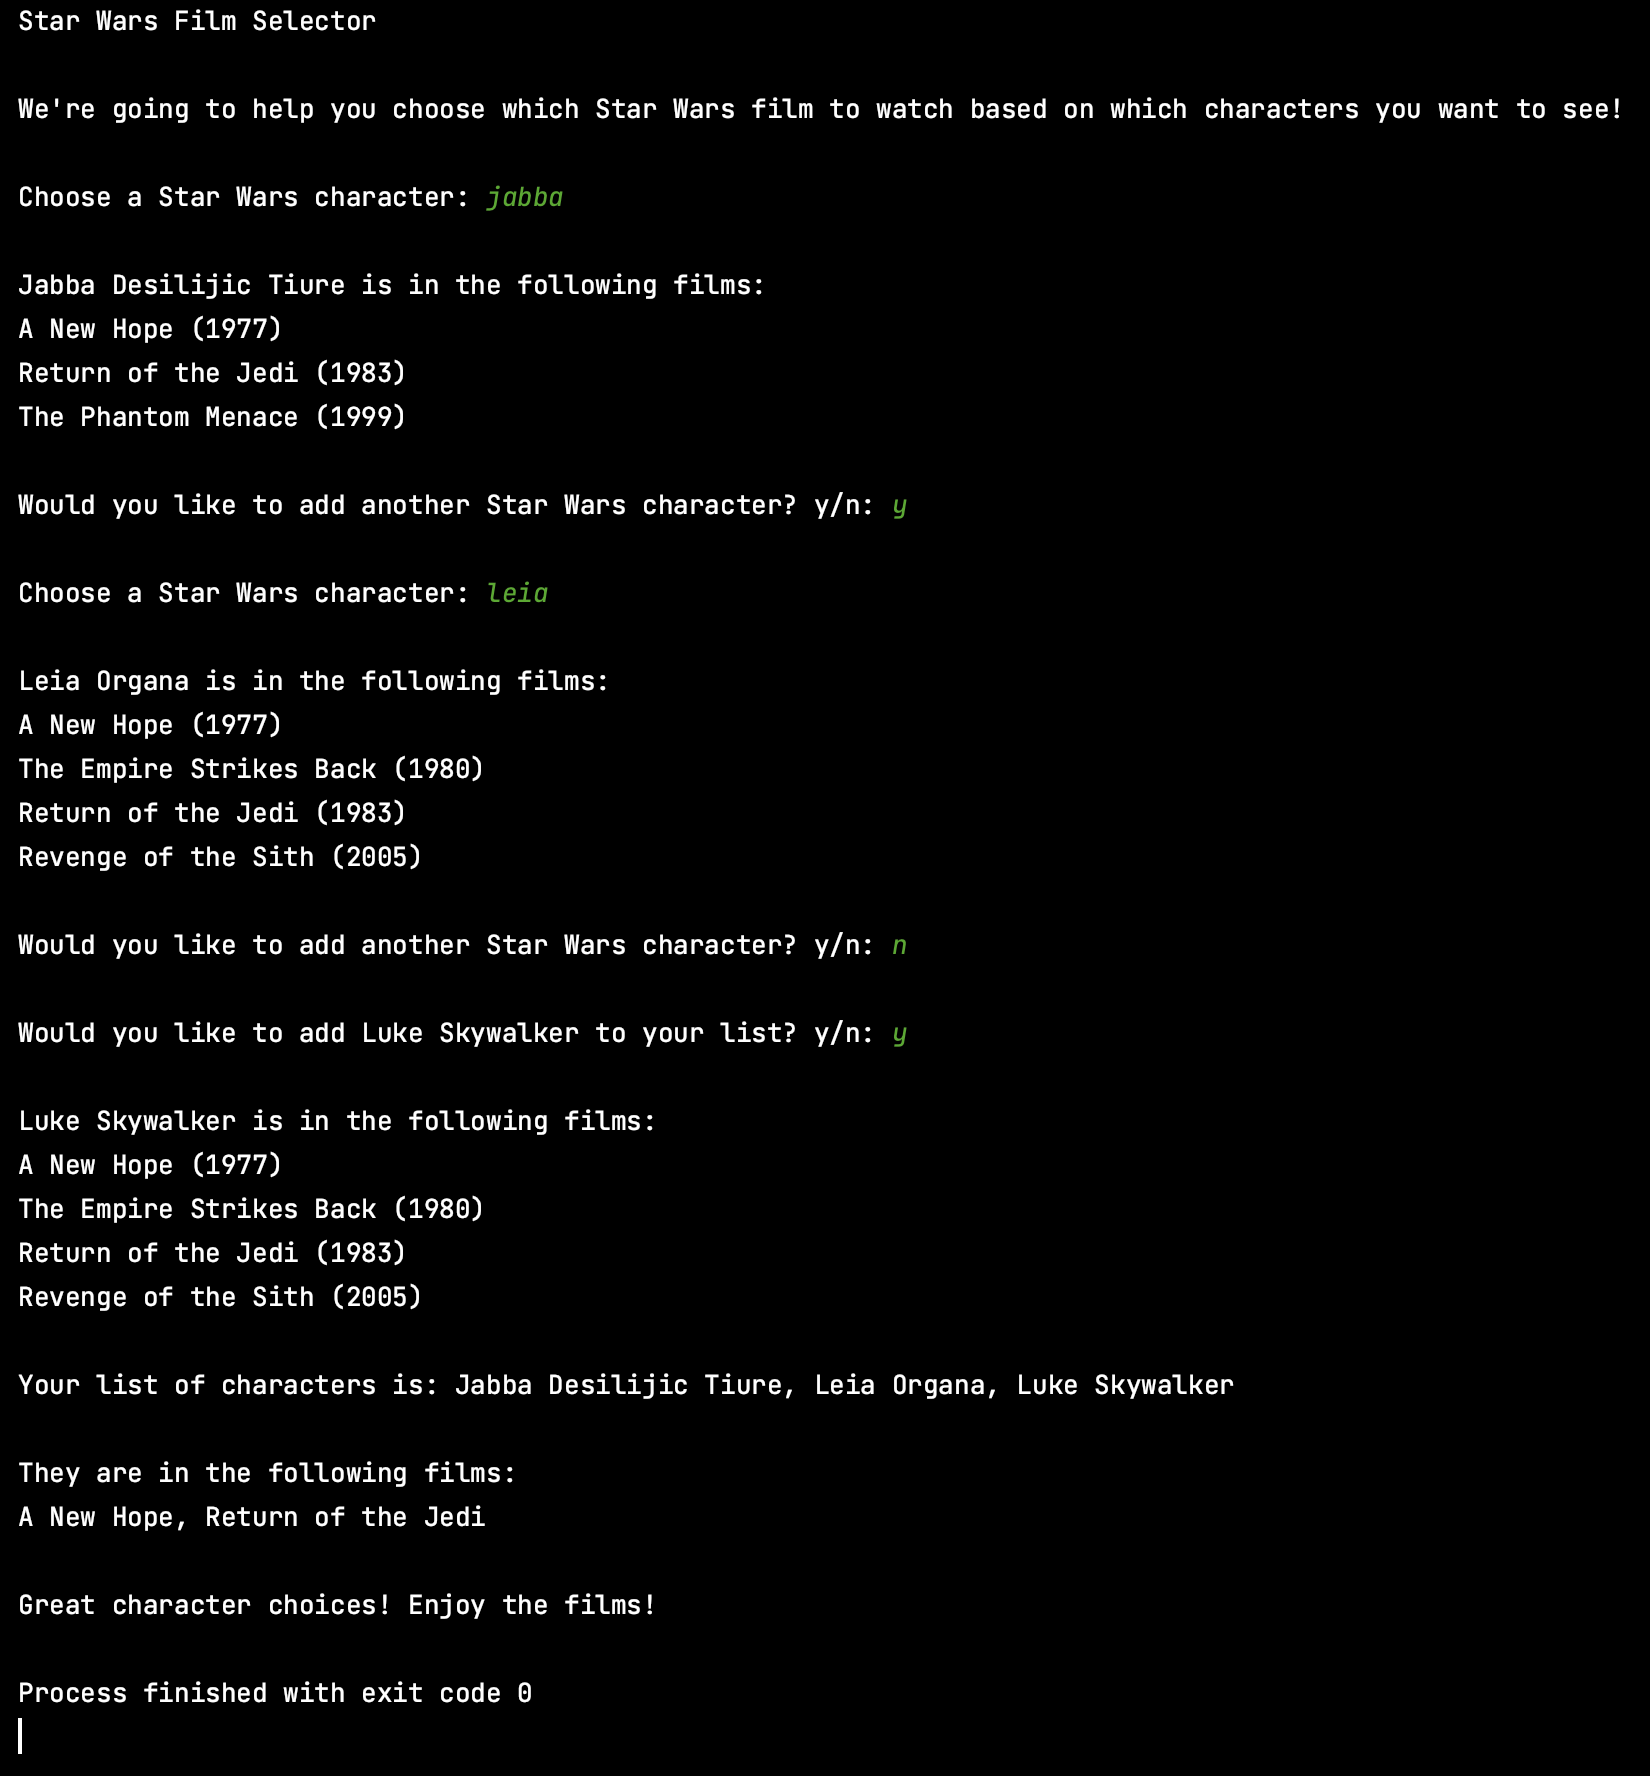 Star Wars Film Selector
We're going to help you choose which Star Wars film to watch based on which characters you want to see!
Choose a Star Wars character: jabba
Jabba Desilijic Tiure is in the following films:
A New Hope (1977)
Return of the Jedi (1983)
The Phantom Menace (1999)
Would you like to add another Star Wars character? y/n: y
Choose a Star Wars character: leia
Leia Organa is in the following films:
A New Hope (1977)
The Empire Strikes Back (1980)
Return of the Jedi (1983)
Revenge of the Sith (2005)
Would you like to add another Star Wars character? y/n: n
Would you like to add Luke Skywalker to your list? y/n: y
Luke Skywalker is in the following films:
A New Hope (1977)
The Empire Strikes Back (1980)
Return of the Jedi (1983)
Revenge of the Sith (2005)
Your list of characters is: Jabba Desilijic Tiure, Leia Organa, Luke Skywalker
They are in the following films:
A New Hope, Return of the Jedi
Great character choices! Enjoy the films!
Process finished with exit code 0